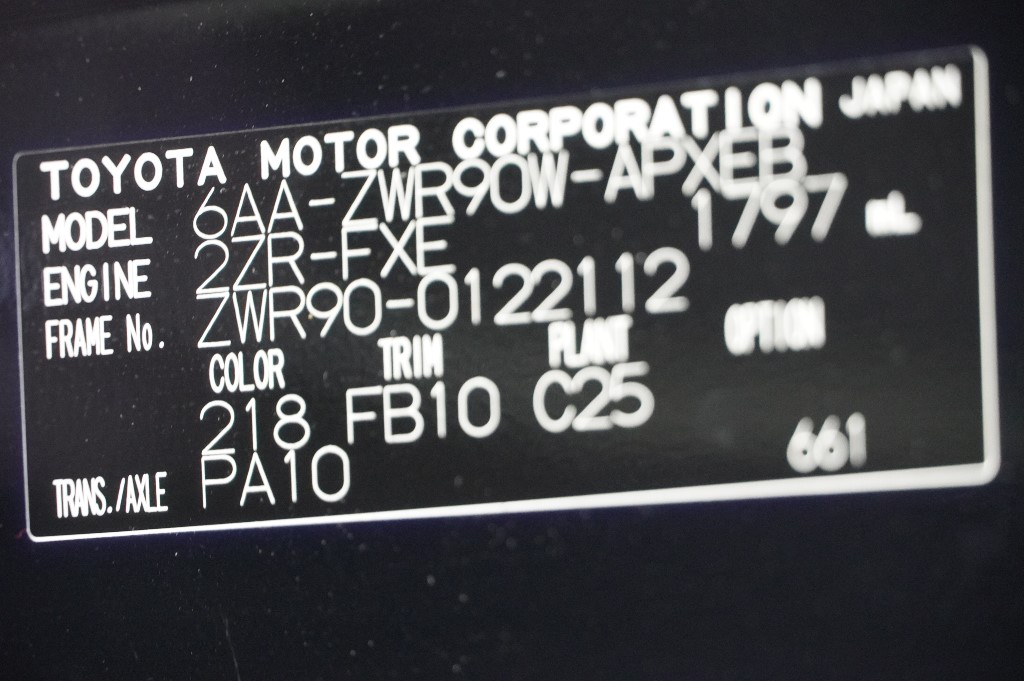 TOYOTA MOTOR CORPORATION JAPAN
MODEL 6AA-ZWR90W-APXEB
ENGINE 2ZR-FXE 1797 mL
FRAME No. ZWR90-0122112
COLOR TRIM PLANT OPTION
218 FB10 C25
TRANS./AXLE PA10 661